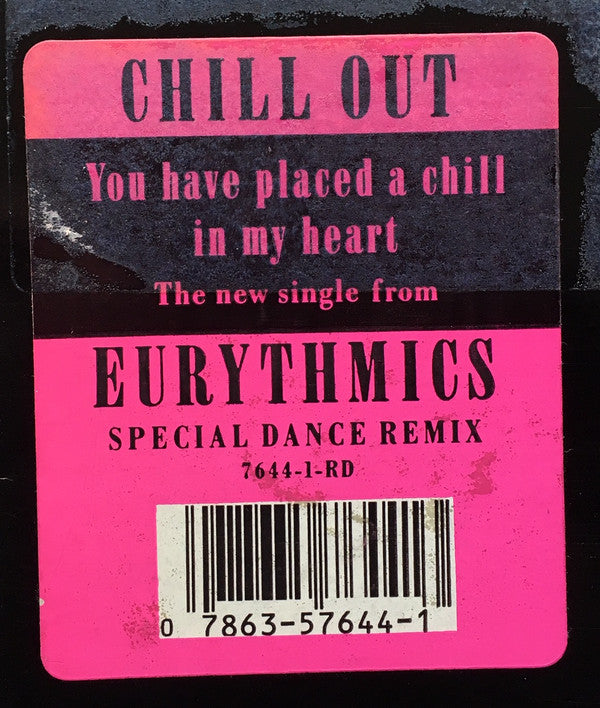 CHILL OUT
You have placed a chill
in my heart
The new single from
EURYTHMICS
SPECIAL DANCE REMIX
7644-1-RD
0 7863-57644-1